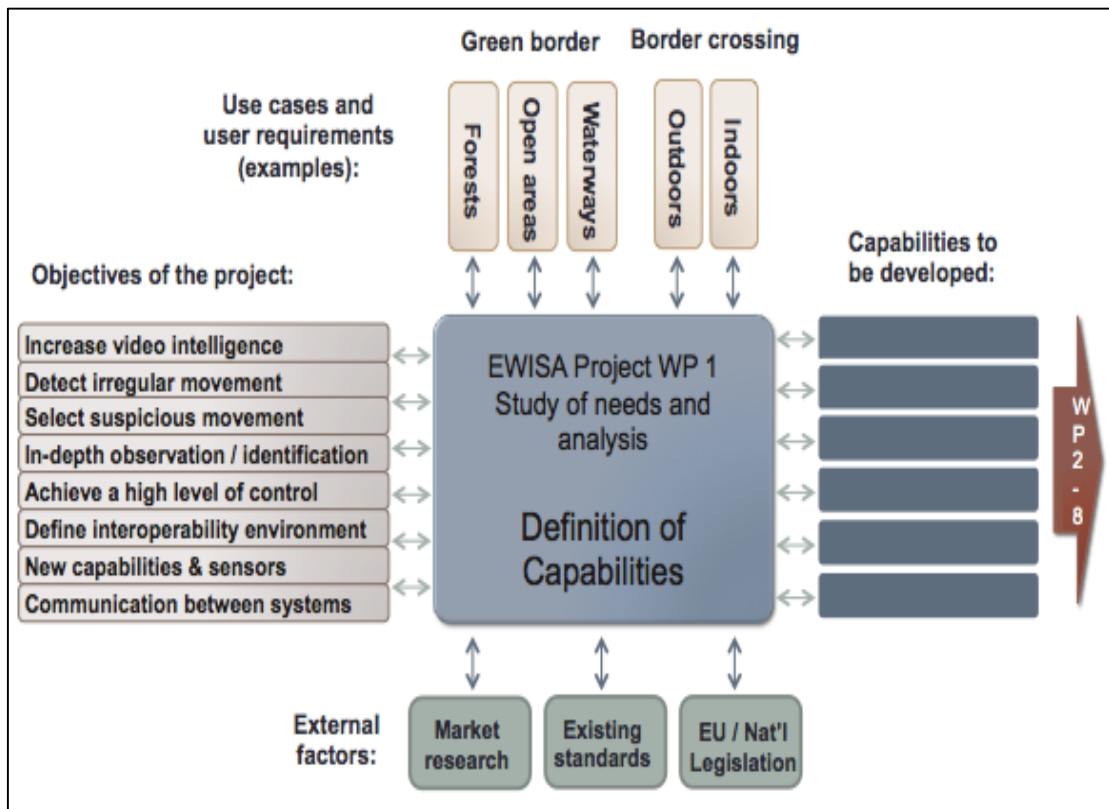 Green border
Border crossing
Use cases and
user requirements
(examples):
Forests
Open areas
Waterways
Outdoors
Indoors
Objectives of the project:
Capabilities to
be developed:
Increase video intelligence
Detect irregular movement
Select suspicious movement
In-depth observation / identification
Achieve a high level of control
Define interoperability environment
New capabilities & sensors
Communication between systems
EWISA Project WP 1
Study of needs and
analysis
Definition of
Capabilities
W
P
2
-
8
External
factors:
Market
research
Existing
standards
EU / Nat'l
Legislation